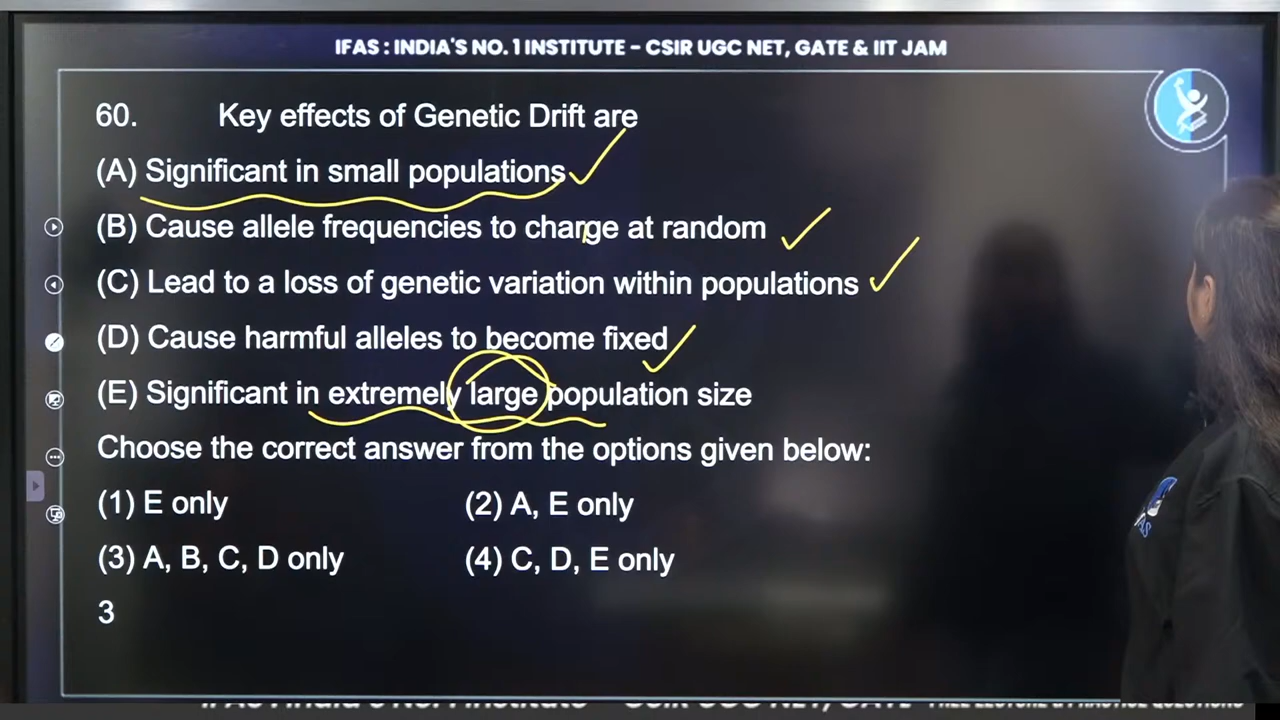 IFAS : INDIA'S NO. 1 INSTITUTE - CSIR UGC NET, GATE & IIT JAM
60. Key effects of Genetic Drift are
(A) Significant in small populations
(B) Cause allele frequencies to charge at random
(C) Lead to a loss of genetic variation within populations
(D) Cause harmful alleles to become fixed
(E) Significant in extremely large population size
Choose the correct answer from the options given below:
(1) E only (2) A, E only
(3) A, B, C, D only (4) C, D, E only
3